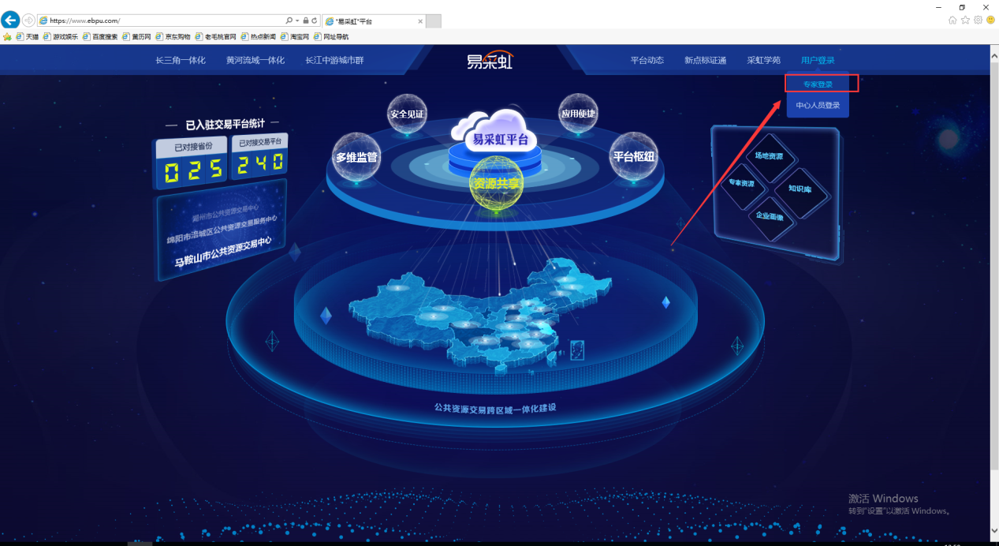 https://www.ebpu.com/
"易采虹"平台
天猫 游戏娱乐 百度搜索 黄历网 京东购物 老毛桃官网 热点新闻 淘宝网 网址导航
长三角一体化 黄河流域一体化 长江中游城市群
易采虹
平台动态 新点标证通 采虹学苑 用户登录
专家登录
中心人员登录
已入驻交易平台统计
已对接省份 已对接交易平台
025 240
湖州市公共资源交易中心
绵阳市涪城区公共资源交易服务中心
马鞍山市公共资源交易中心
安全见证
应用便捷
多维监管
易采虹平台
平台枢纽
资源共享
场地资源
专家资源
知识库
企业画像
公共资源交易跨区域一体化建设
激活 Windows
转到"设置"以激活 Windows。